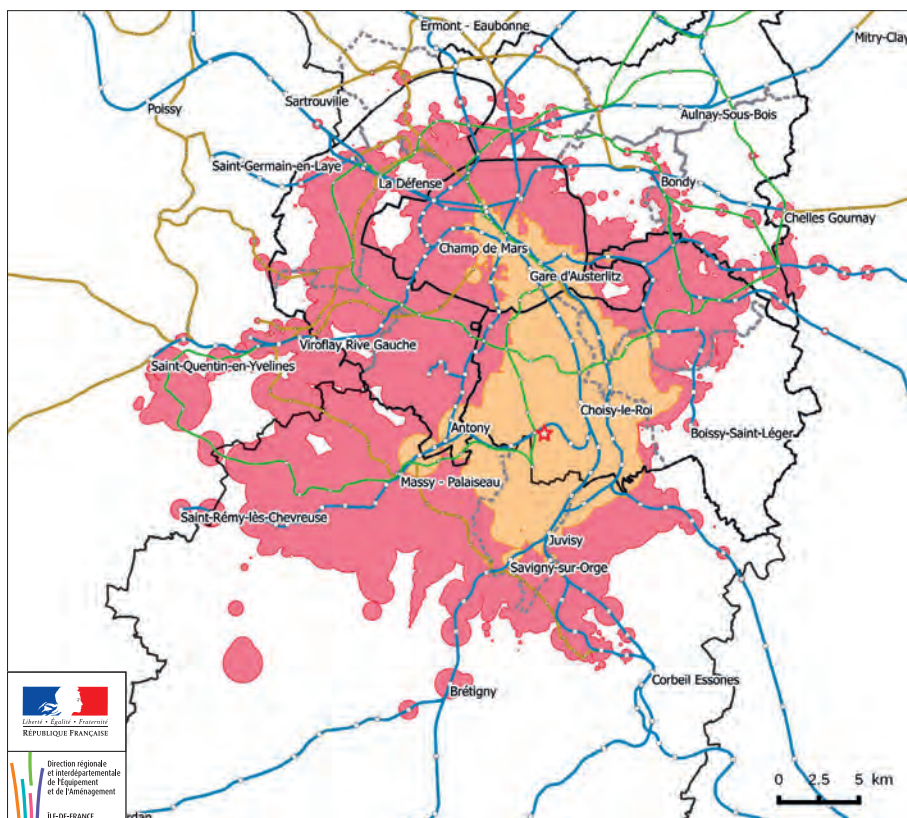 Ermont - Eaubonne
Mitry-Clay
Sartrouville
Poissy
Aulnay-Sous-Bois
Saint-Germain-en-Laye
La Défense
Bondy
Chelles Gournay
Champ de Mars
Gare d'Austerlitz
Viroflay Rive Gauche
Saint-Quentin-en-Yvelines
Choisy-le-Roi
Antony
Boissy-Saint-Léger
Massy - Palaiseau
Saint-Rémy-lès-Chevreuse
Juvisy
Savigny-sur-Orge
Corbeil Essones
Brétigny
Liberté • Égalité • Fraternité
RÉPUBLIQUE FRANÇAISE
Direction régionale
et interdépartementale
de l'Équipement
et de l'Aménagement
ÎLE-DE-FRANCE
rdan
0 2.5 5 km